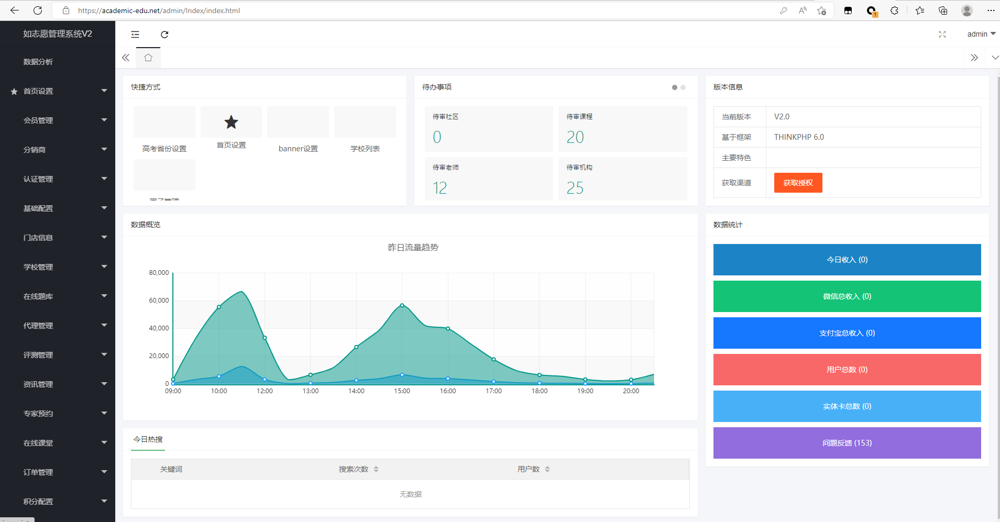 https://academic-edu.net/admin/Index/index.html
1
如志愿管理系统V2
admin
数据分析
首页设置
会员管理
分销商
认证管理
基础配置
门店信息
学校管理
在线题库
代理管理
评测管理
资讯管理
专家预约
在线课堂
订单管理
积分配置
快捷方式
高考省份设置
首页设置
banner设置
学校列表
待办事项
待审社区
0
待审课程
20
待审老师
12
待审机构
25
版本信息
当前版本 V2.0
基于框架 THINKPHP 6.0
主要特色
获取渠道 获取授权
数据概览
昨日流量趋势
80,000
60,000
40,000
20,000
0
09:00 10:00 12:00 13:00 14:00 15:00 16:00 17:00 18:00 19:00 20:00
数据统计
今日收入 (0)
微信总收入 (0)
支付宝总收入 (0)
用户总数 (0)
实体卡总数 (0)
问题反馈 (153)
今日热搜
关键词 搜索次数 用户数
无数据